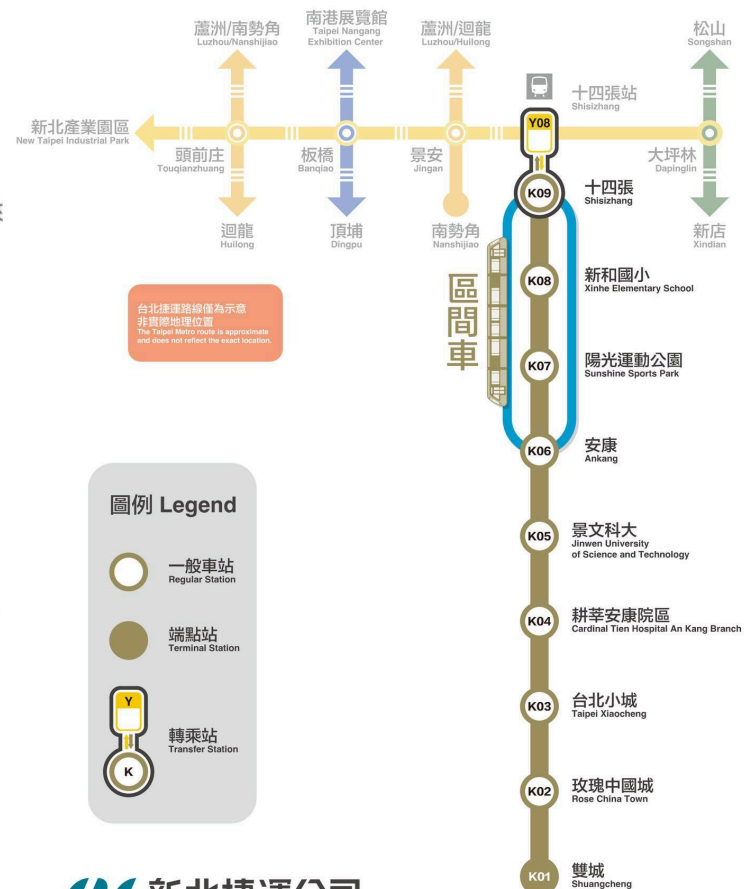 蘆洲/南勢角
Luzhou/Nanshijiao
南港展覽館
Taipei Nangang
Exhibition Center
蘆洲/迴龍
Luzhou/Huilong
松山
Songshan
十四張站
Shisizhang
Y08
新北產業園區
New Taipei Industrial Park
頭前庄
Touqianzhuang
板橋
Banqiao
景安
Jingan
大坪林
Dapinglin
迴龍
Huilong
頂埔
Dingpu
南勢角
Nanshijiao
新店
Xindian
K09
十四張
Shisizhang
區間車
K08
新和國小
Xinhe Elementary School
K07
陽光運動公園
Sunshine Sports Park
K06
安康
Ankang
K05
景文科大
Jinwen University
of Science and Technology
K04
耕莘安康院區
Cardinal Tien Hospital An Kang Branch
K03
台北小城
Taipei Xiaocheng
K02
玫瑰中國城
Rose China Town
K01
雙城
Shuangcheng
台北捷運路線僅為示意
非實際地理位置
The Taipei Metro route is approximate
and does not reflect the exact location.
圖例 Legend
一般車站
Regular Station
端點站
Terminal Station
Y
K
轉乘站
Transfer Station
新北捷運公司